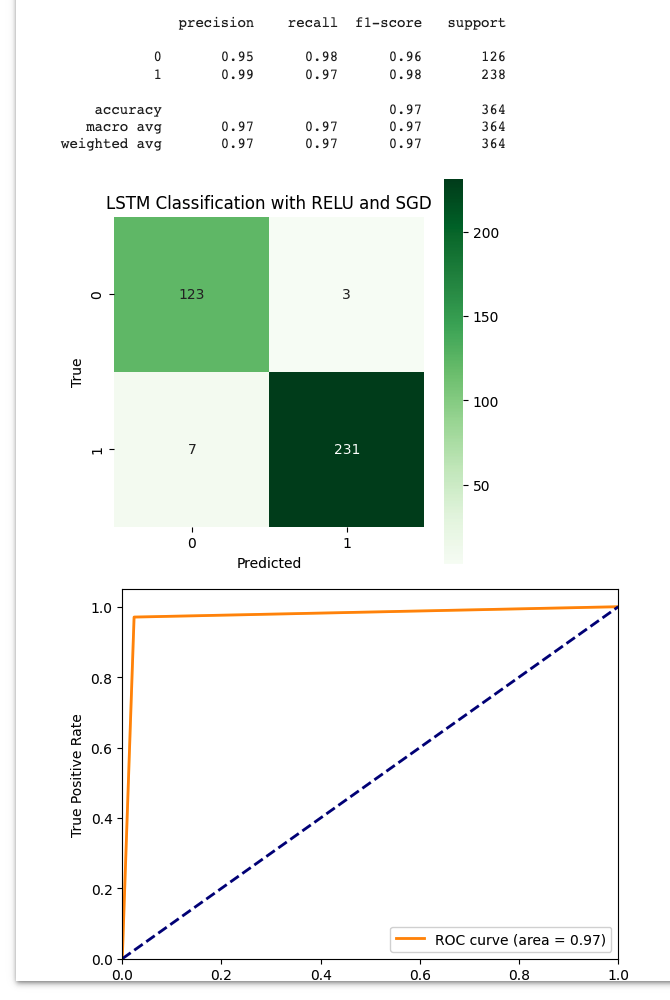 precision recall f1-score support
0 0.95 0.98 0.96 126
1 0.99 0.97 0.98 238
accuracy 0.97 364
macro avg 0.97 0.97 0.97 364
weighted avg 0.97 0.97 0.97 364
LSTM Classification with RELU and SGD
200
150
100
50
True
0
123 3
1
7 231
0 1
Predicted
True Positive Rate
1.0
0.8
0.6
0.4
0.2
0.0
ROC curve (area = 0.97)
0.0 0.2 0.4 0.6 0.8 1.0